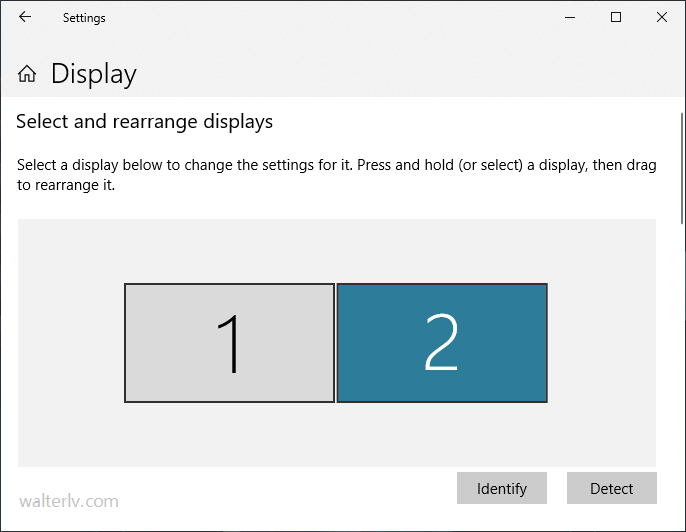 Settings
Display
Select and rearrange displays
Select a display below to change the settings for it. Press and hold (or select) a display, then drag
to rearrange it.
1
2
Identify
Detect
walterlv.com